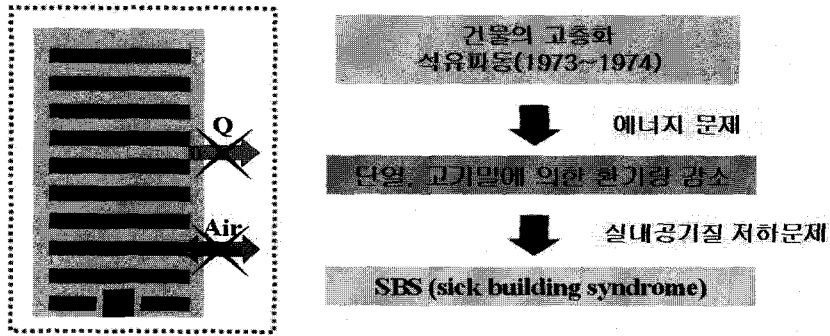 Q
Air
건물의 고층화
석유파동(1973~1974)
에너지 문제
단일, 고기밀에 의한 환기량 감소
실내공기질 저하문제
SBS (sick building syndrome)